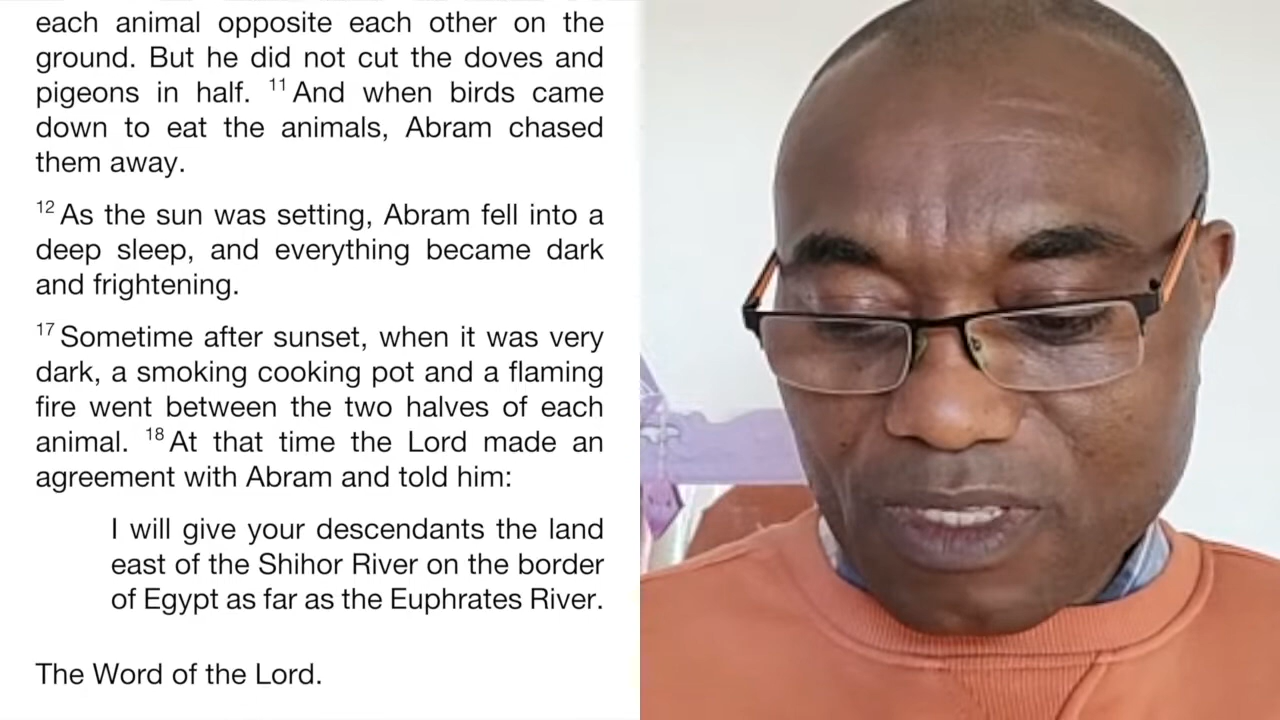 each animal opposite each other on the
ground. But he did not cut the doves and
pigeons in half. 11 And when birds came
down to eat the animals, Abram chased
them away.
12 As the sun was setting, Abram fell into a
deep sleep, and everything became dark
and frightening.
17 Sometime after sunset, when it was very
dark, a smoking cooking pot and a flaming
fire went between the two halves of each
animal. 18 At that time the Lord made an
agreement with Abram and told him:
I will give your descendants the land
east of the Shihor River on the border
of Egypt as far as the Euphrates River.
The Word of the Lord.